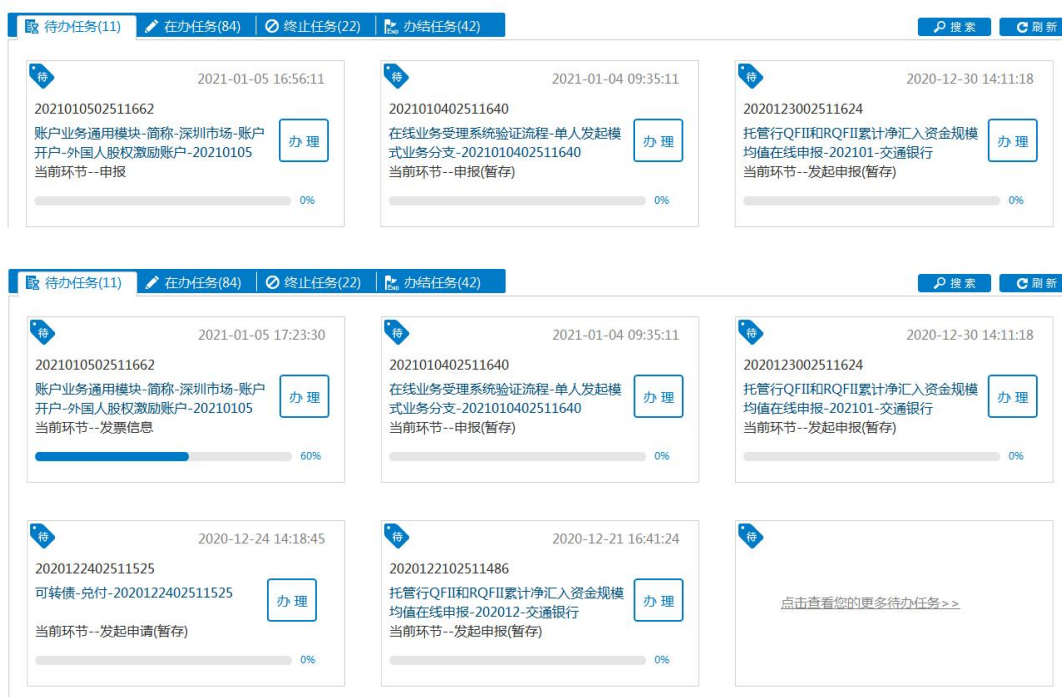 待办任务(11) 在办任务(84) 终止任务(22) 办结任务(42) 搜索 刷新
待 2021-01-05 16:56:11
2021010502511662
账户业务通用模块-简称-深圳市场-账户
开户-外国人股权激励账户-20210105
办理
当前环节--申报
0%
待 2021-01-04 09:35:11
2021010402511640
在线业务受理系统验证流程-单人发起模
式业务分支-2021010402511640
办理
当前环节--申报(暂存)
0%
待 2020-12-30 14:11:18
2020123002511624
托管行QFII和RQFII累计净汇入资金规模
均值在线申报-202101-交通银行
办理
当前环节--发起申报(暂存)
0%
待办任务(11) 在办任务(84) 终止任务(22) 办结任务(42) 搜索 刷新
待 2021-01-05 17:23:30
2021010502511662
账户业务通用模块-简称-深圳市场-账户
开户-外国人股权激励账户-20210105
办理
当前环节--发票信息
60%
待 2021-01-04 09:35:11
2021010402511640
在线业务受理系统验证流程-单人发起模
式业务分支-2021010402511640
办理
当前环节--申报(暂存)
0%
待 2020-12-30 14:11:18
2020123002511624
托管行QFII和RQFII累计净汇入资金规模
均值在线申报-202101-交通银行
办理
当前环节--发起申报(暂存)
0%
待 2020-12-24 14:18:45
2020122402511525
可转债-兑付-2020122402511525
办理
当前环节--发起申请(暂存)
0%
待 2020-12-21 16:41:24
2020122102511486
托管行QFII和RQFII累计净汇入资金规模
均值在线申报-202012-交通银行
办理
当前环节--发起申报(暂存)
0%
待
点击查看您的更多待办任务>>